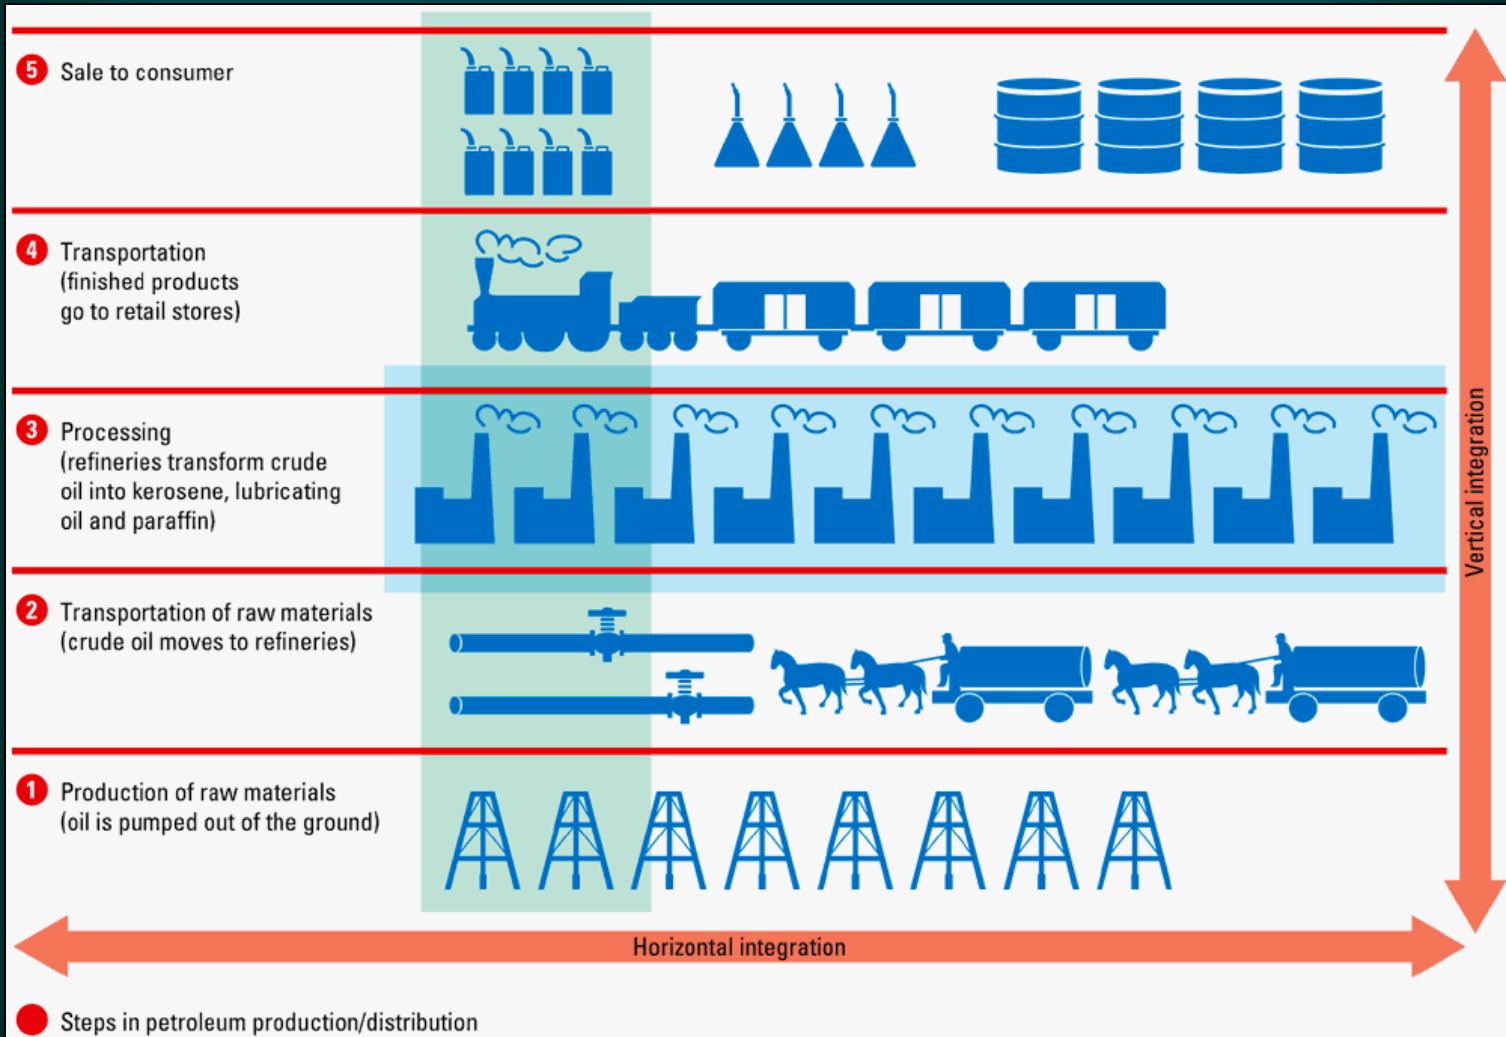 5 Sale to consumer
4 Transportation
(finished products
go to retail stores)
3 Processing
(refineries transform crude
oil into kerosene, lubricating
oil and paraffin)
2 Transportation of raw materials
(crude oil moves to refineries)
1 Production of raw materials
(oil is pumped out of the ground)
Vertical integration
Horizontal integration
Steps in petroleum production/distribution